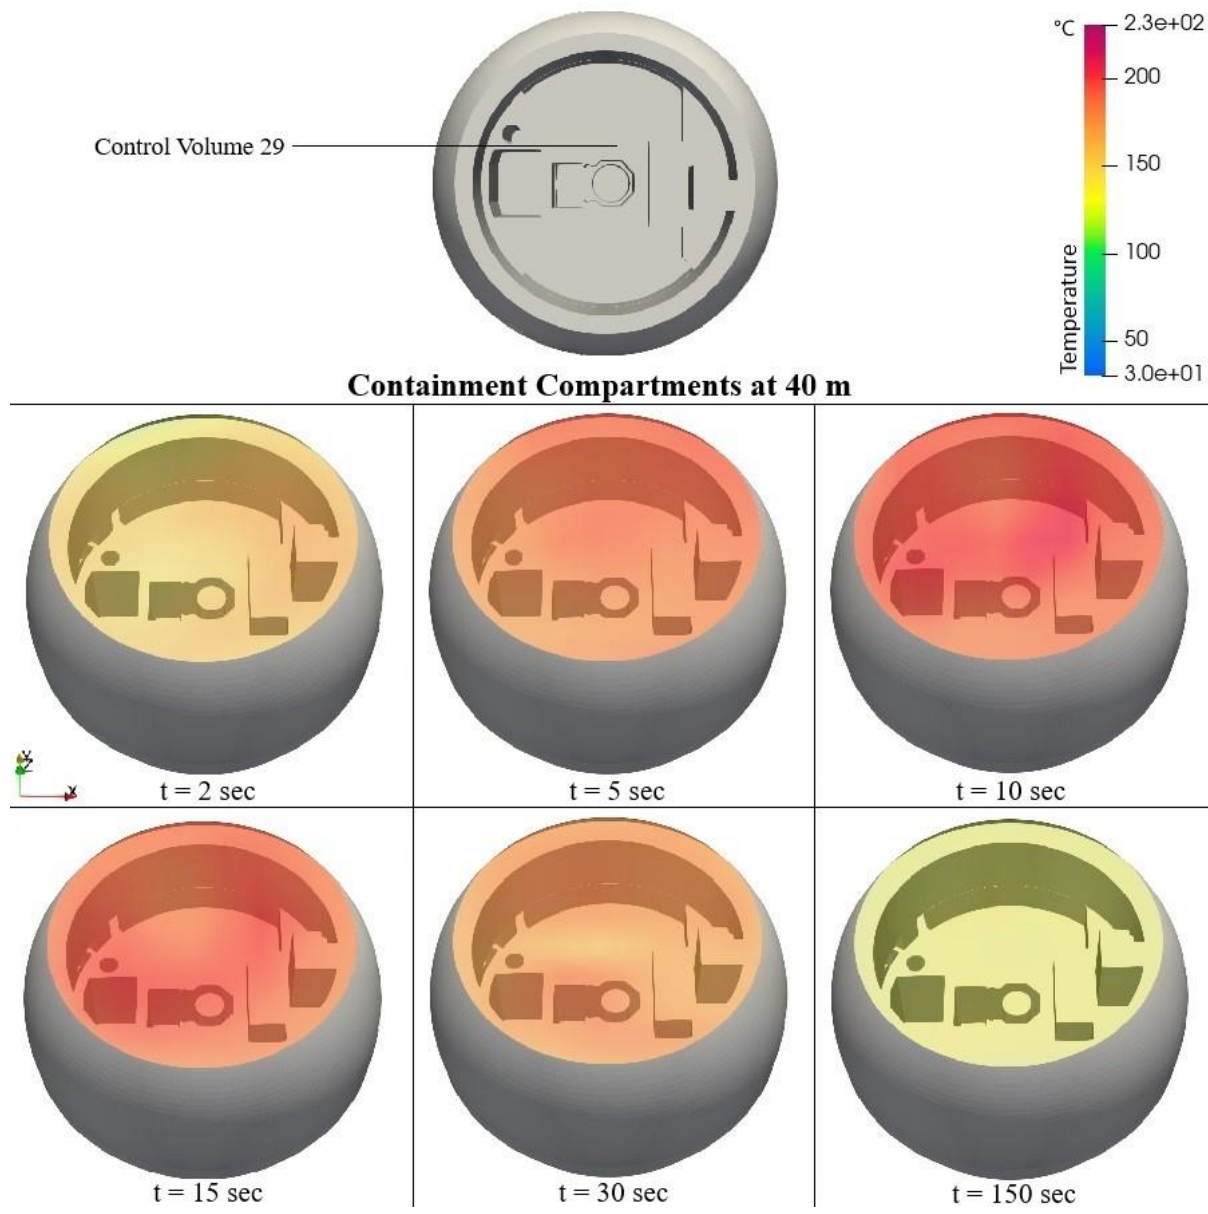 °C
2.3e+02
200
150
100
50
3.0e+01
Temperature
Control Volume 29
Containment Compartments at 40 m
Y
Z
X
t = 2 sec
t = 5 sec
t = 10 sec
t = 15 sec
t = 30 sec
t = 150 sec